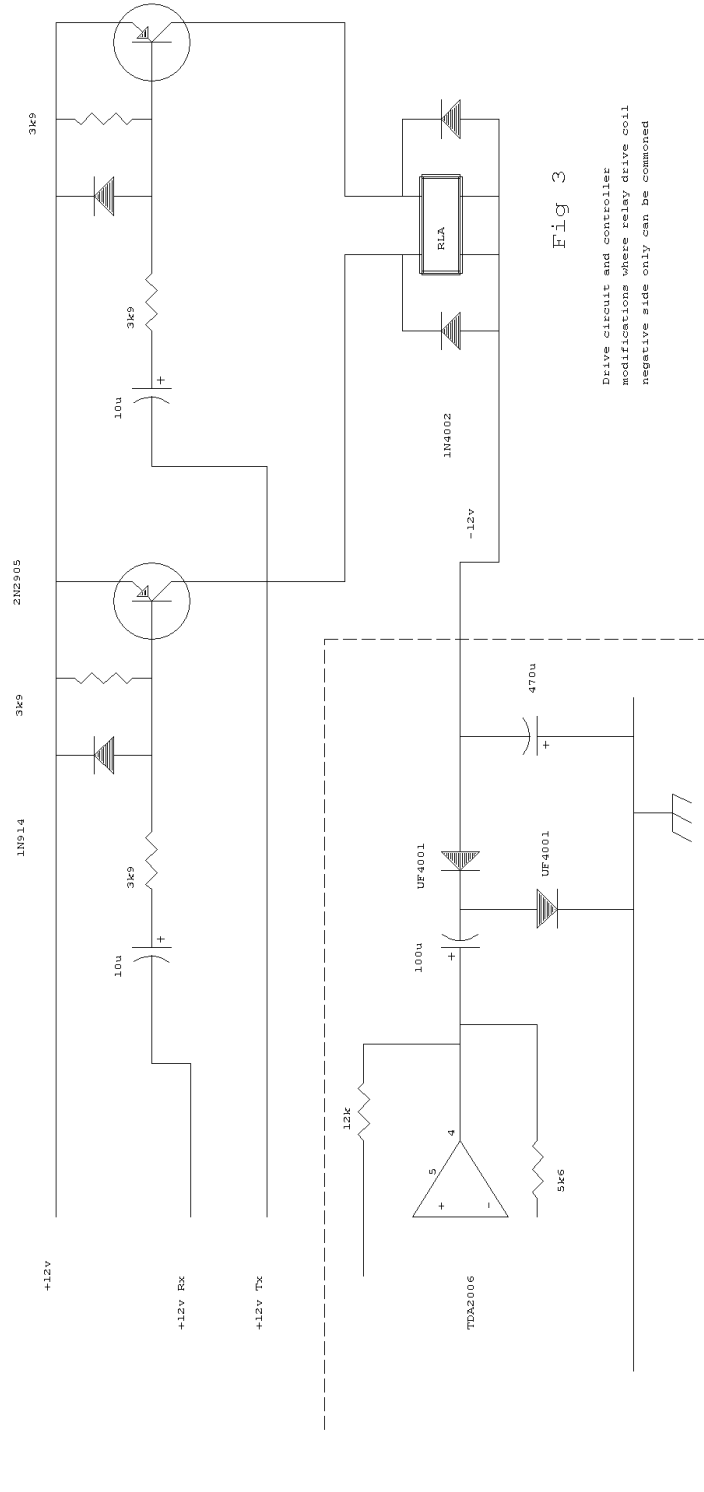 +12v
+12v Rx
+12v Tx
10u
+
3k9
1N914
3k9
2N2905
10u
+
3k9
3k9
RLA
1N4002
-12v
TDA2006
+
-
5
4
12k
5k6
100u
+
UF4001
UF4001
470u
+
Fig 3
Drive circuit and controller
modifications where relay drive coil
negative side only can be commoned